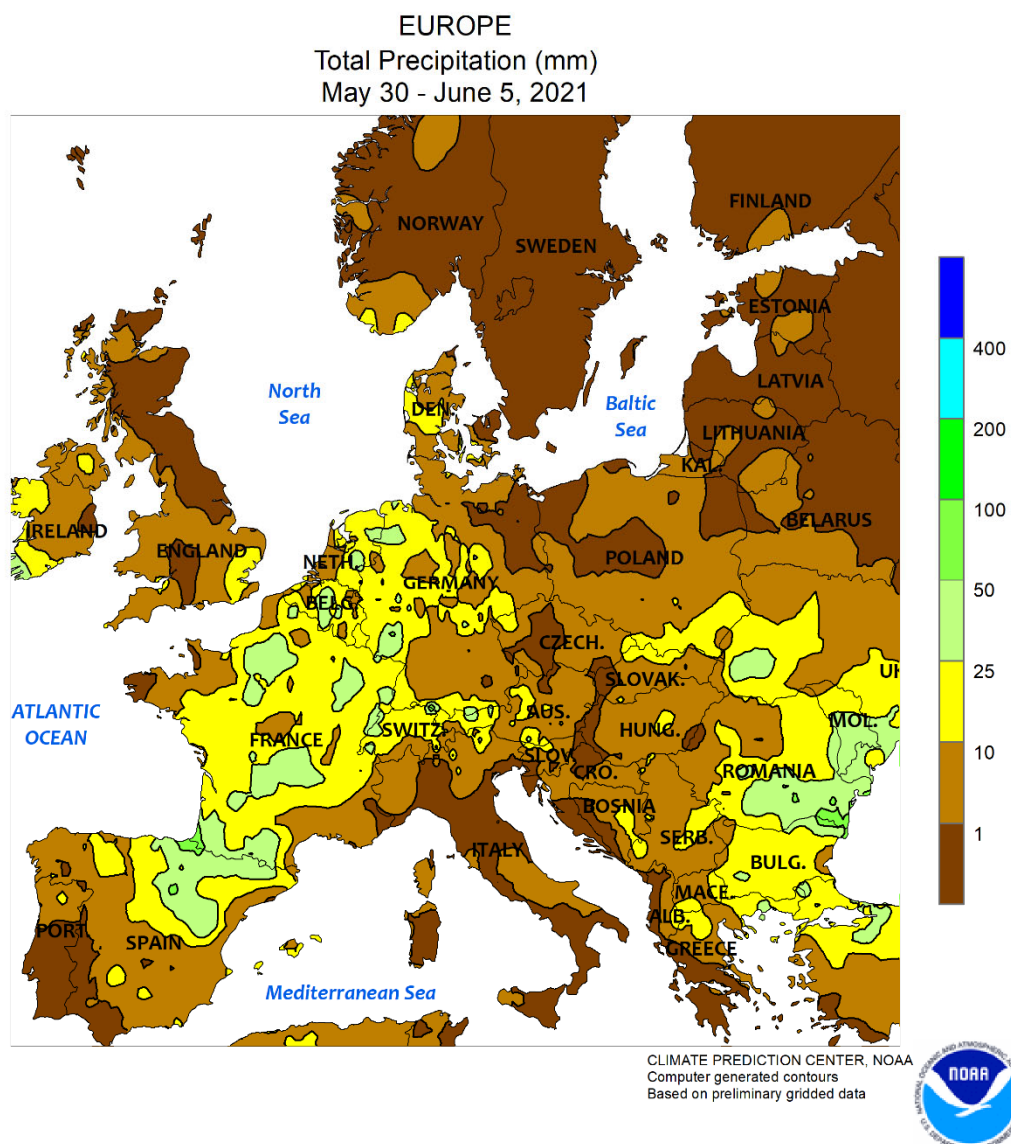 EUROPE
Total Precipitation (mm)
May 30 - June 5, 2021
NORWAY
FINLAND
SWEDEN
ESTONIA
North
Sea
Baltic
Sea
LATVIA
DEN.
LITHUANIA
KAL.
BELARUS
IRELAND
ENGLAND
NETH.
GERMANY
POLAND
BELG.
CZECH.
SLOVAK.
UK
ATLANTIC
OCEAN
FRANCE
SWITZ.
AUS.
HUNG.
MOL.
SLOV.
CRO.
ROMANIA
BOSNIA
ITALY
SERB.
BULG.
MACE.
PORT.
SPAIN
ALB.
GREECE
Mediterranean Sea
400
200
100
50
25
10
1
CLIMATE PREDICTION CENTER, NOAA
Computer generated contours
Based on preliminary gridded data
NOAA